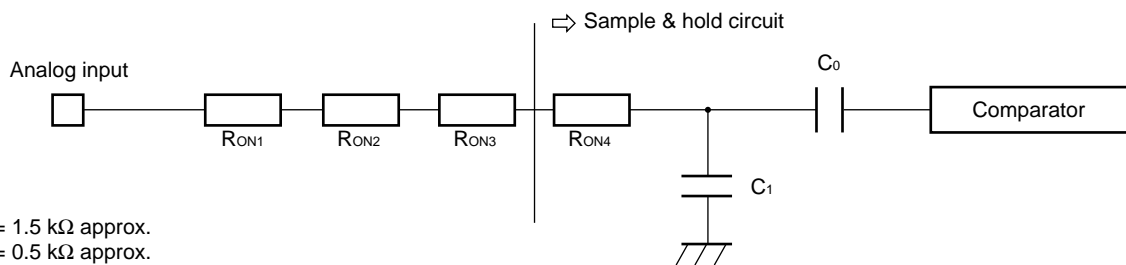 ⇨ Sample & hold circuit
Analog input
C0
Comparator
RON1
RON2
RON3
RON4
C1
= 1.5 kΩ approx.
= 0.5 kΩ approx.